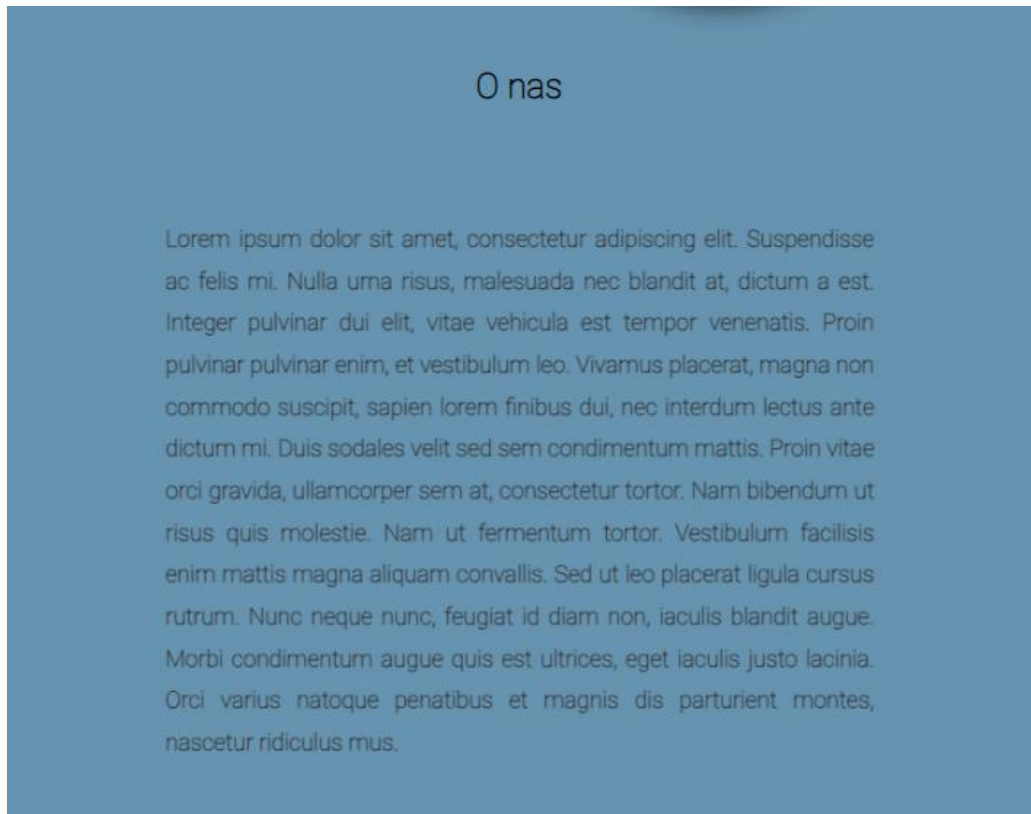 O nas
Lorem ipsum dolor sit amet, consectetur adipiscing elit. Suspendisse
ac felis mi. Nulla urna risus, malesuada nec blandit at, dictum a est.
Integer pulvinar dui elit, vitae vehicula est tempor venenatis. Proin
pulvinar pulvinar enim, et vestibulum leo. Vivamus placerat, magna non
commodo suscipit, sapien lorem finibus dui, nec interdum lectus ante
dictum mi. Duis sodales velit sed sem condimentum mattis. Proin vitae
orci gravida, ullamcorper sem at, consectetur tortor. Nam bibendum ut
risus quis molestie. Nam ut fermentum tortor. Vestibulum facilisis
enim mattis magna aliquam convallis. Sed ut leo placerat ligula cursus
rutrum. Nunc neque nunc, feugiat id diam non, iaculis blandit augue.
Morbi condimentum augue quis est ultrices, eget iaculis justo lacinia.
Orci varius natoque penatibus et magnis dis parturient montes,
nascetur ridiculus mus.